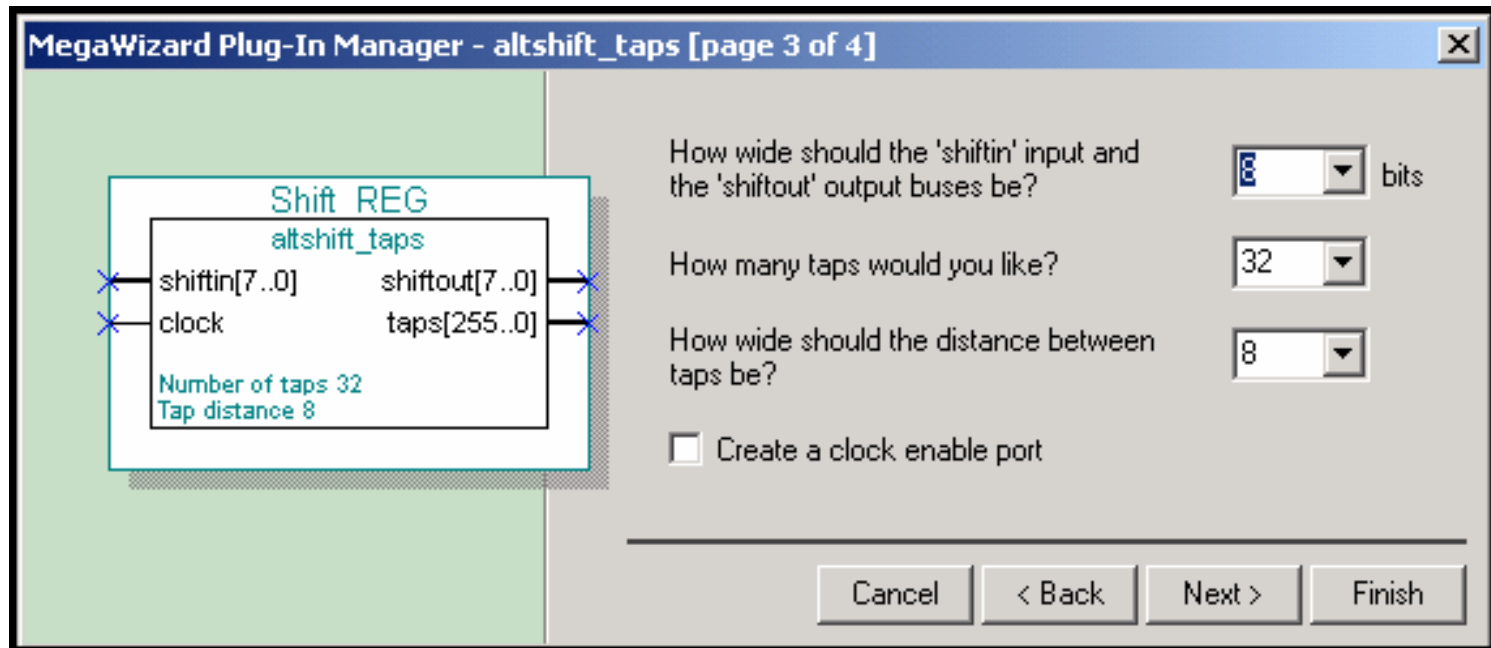 MegaWizard Plug-In Manager - altshift_taps [page 3 of 4]
Shift_REG
altshift_taps
shiftin[7..0] shiftout[7..0]
clock taps[255..0]
Number of taps 32
Tap distance 8
How wide should the 'shiftin' input and
the 'shiftout' output buses be?
8 bits
How many taps would you like?
32
How wide should the distance between
taps be?
8
Create a clock enable port
Cancel < Back Next > Finish